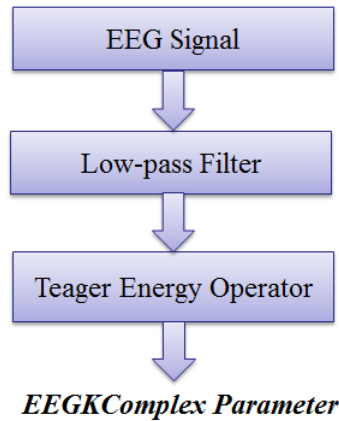 EEG Signal
Low-pass Filter
Teager Energy Operator
EEGKComplex Parameter